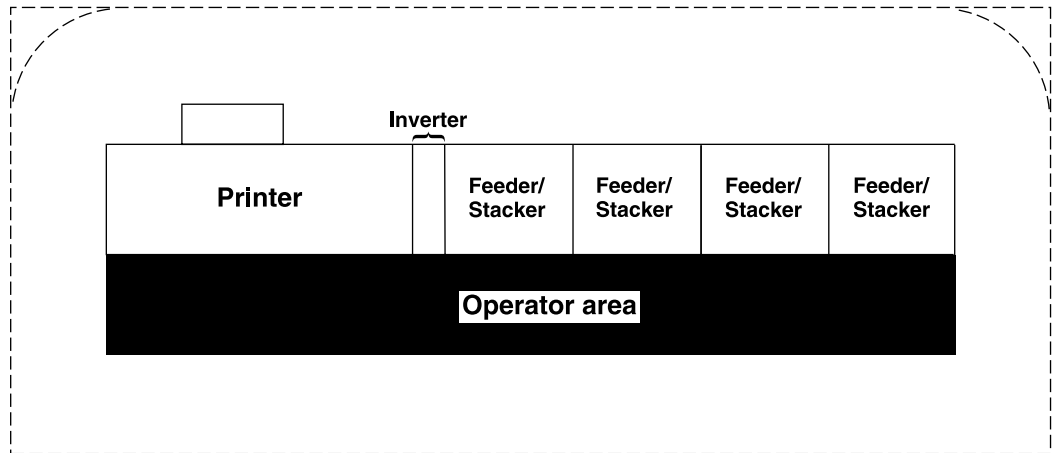 Inverter
Printer
Feeder/
Stacker
Feeder/
Stacker
Feeder/
Stacker
Feeder/
Stacker
Operator area